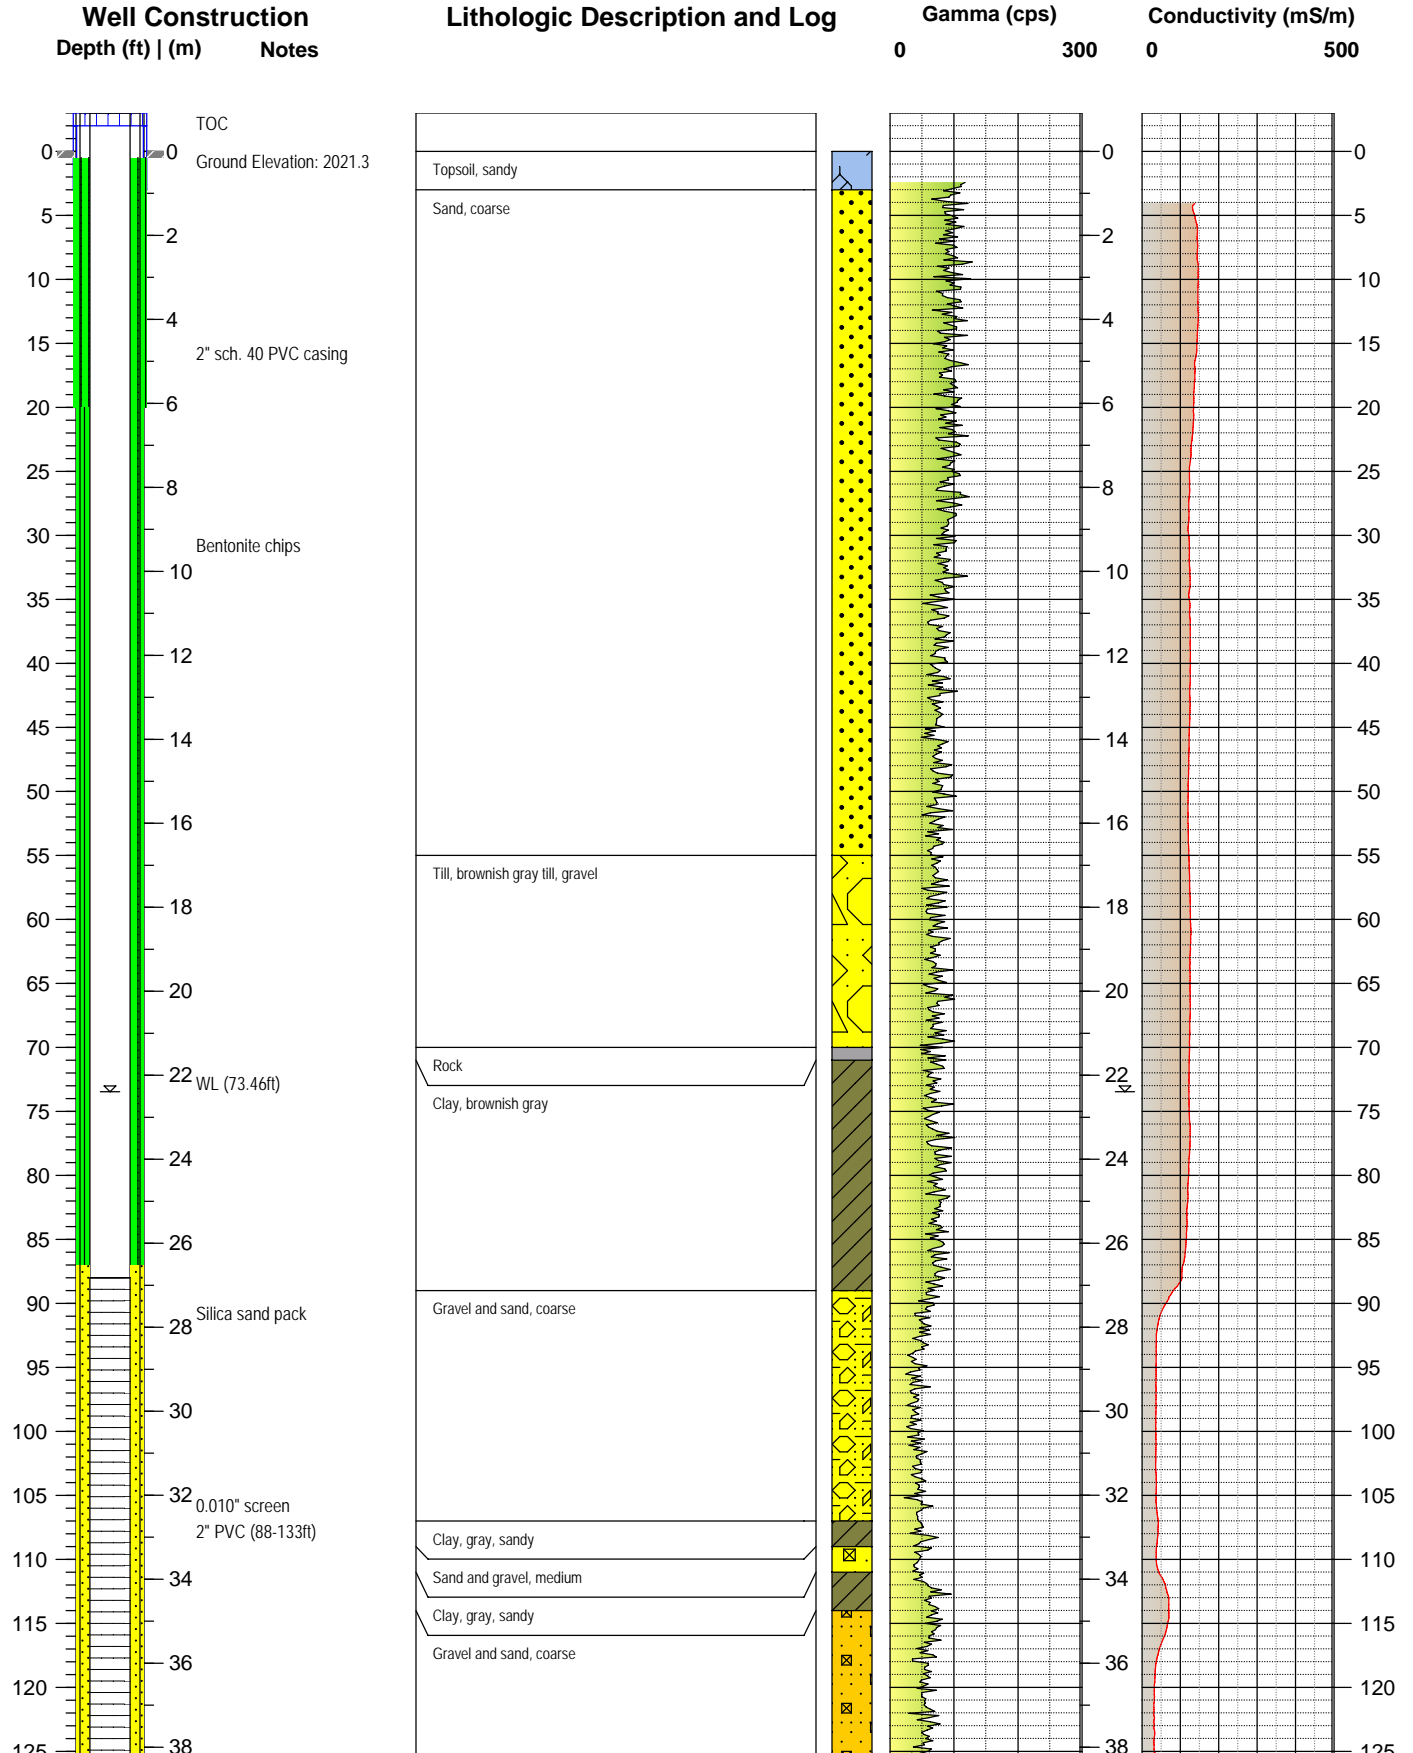 Well Construction Lithologic Description and Log Gamma (cps) Conductivity (mS/m)
Depth (ft) | (m) Notes 0 300 0 500
TOC
0 0 0 0
Ground Elevation: 2021.3
Topsoil, sandy
Sand, coarse
5 5
2 2
10 10
4 4
15 15
2" sch. 40 PVC casing
6 6
20 20
25 25
8 8
30 30
Bentonite chips
10 10
35 35
12 12
40 40
45 45
14 14
50 50
16 16
55 55
Till, brownish gray till, gravel
18 18
60 60
65 65
20 20
70 70
Rock
22 22
WL (73.46ft)
Clay, brownish gray
75 75
24 24
80 80
85 85
26 26
90 90
Gravel and sand, coarse
Silica sand pack
28 28
95 95
30 30
100 100
105 32 32 105
0.010" screen
2" PVC (88-133ft)
Clay, gray, sandy
110 110
Sand and gravel, medium
34 34
Clay, gray, sandy
115 115
Gravel and sand, coarse
36 36
120 120
38 38
125 125